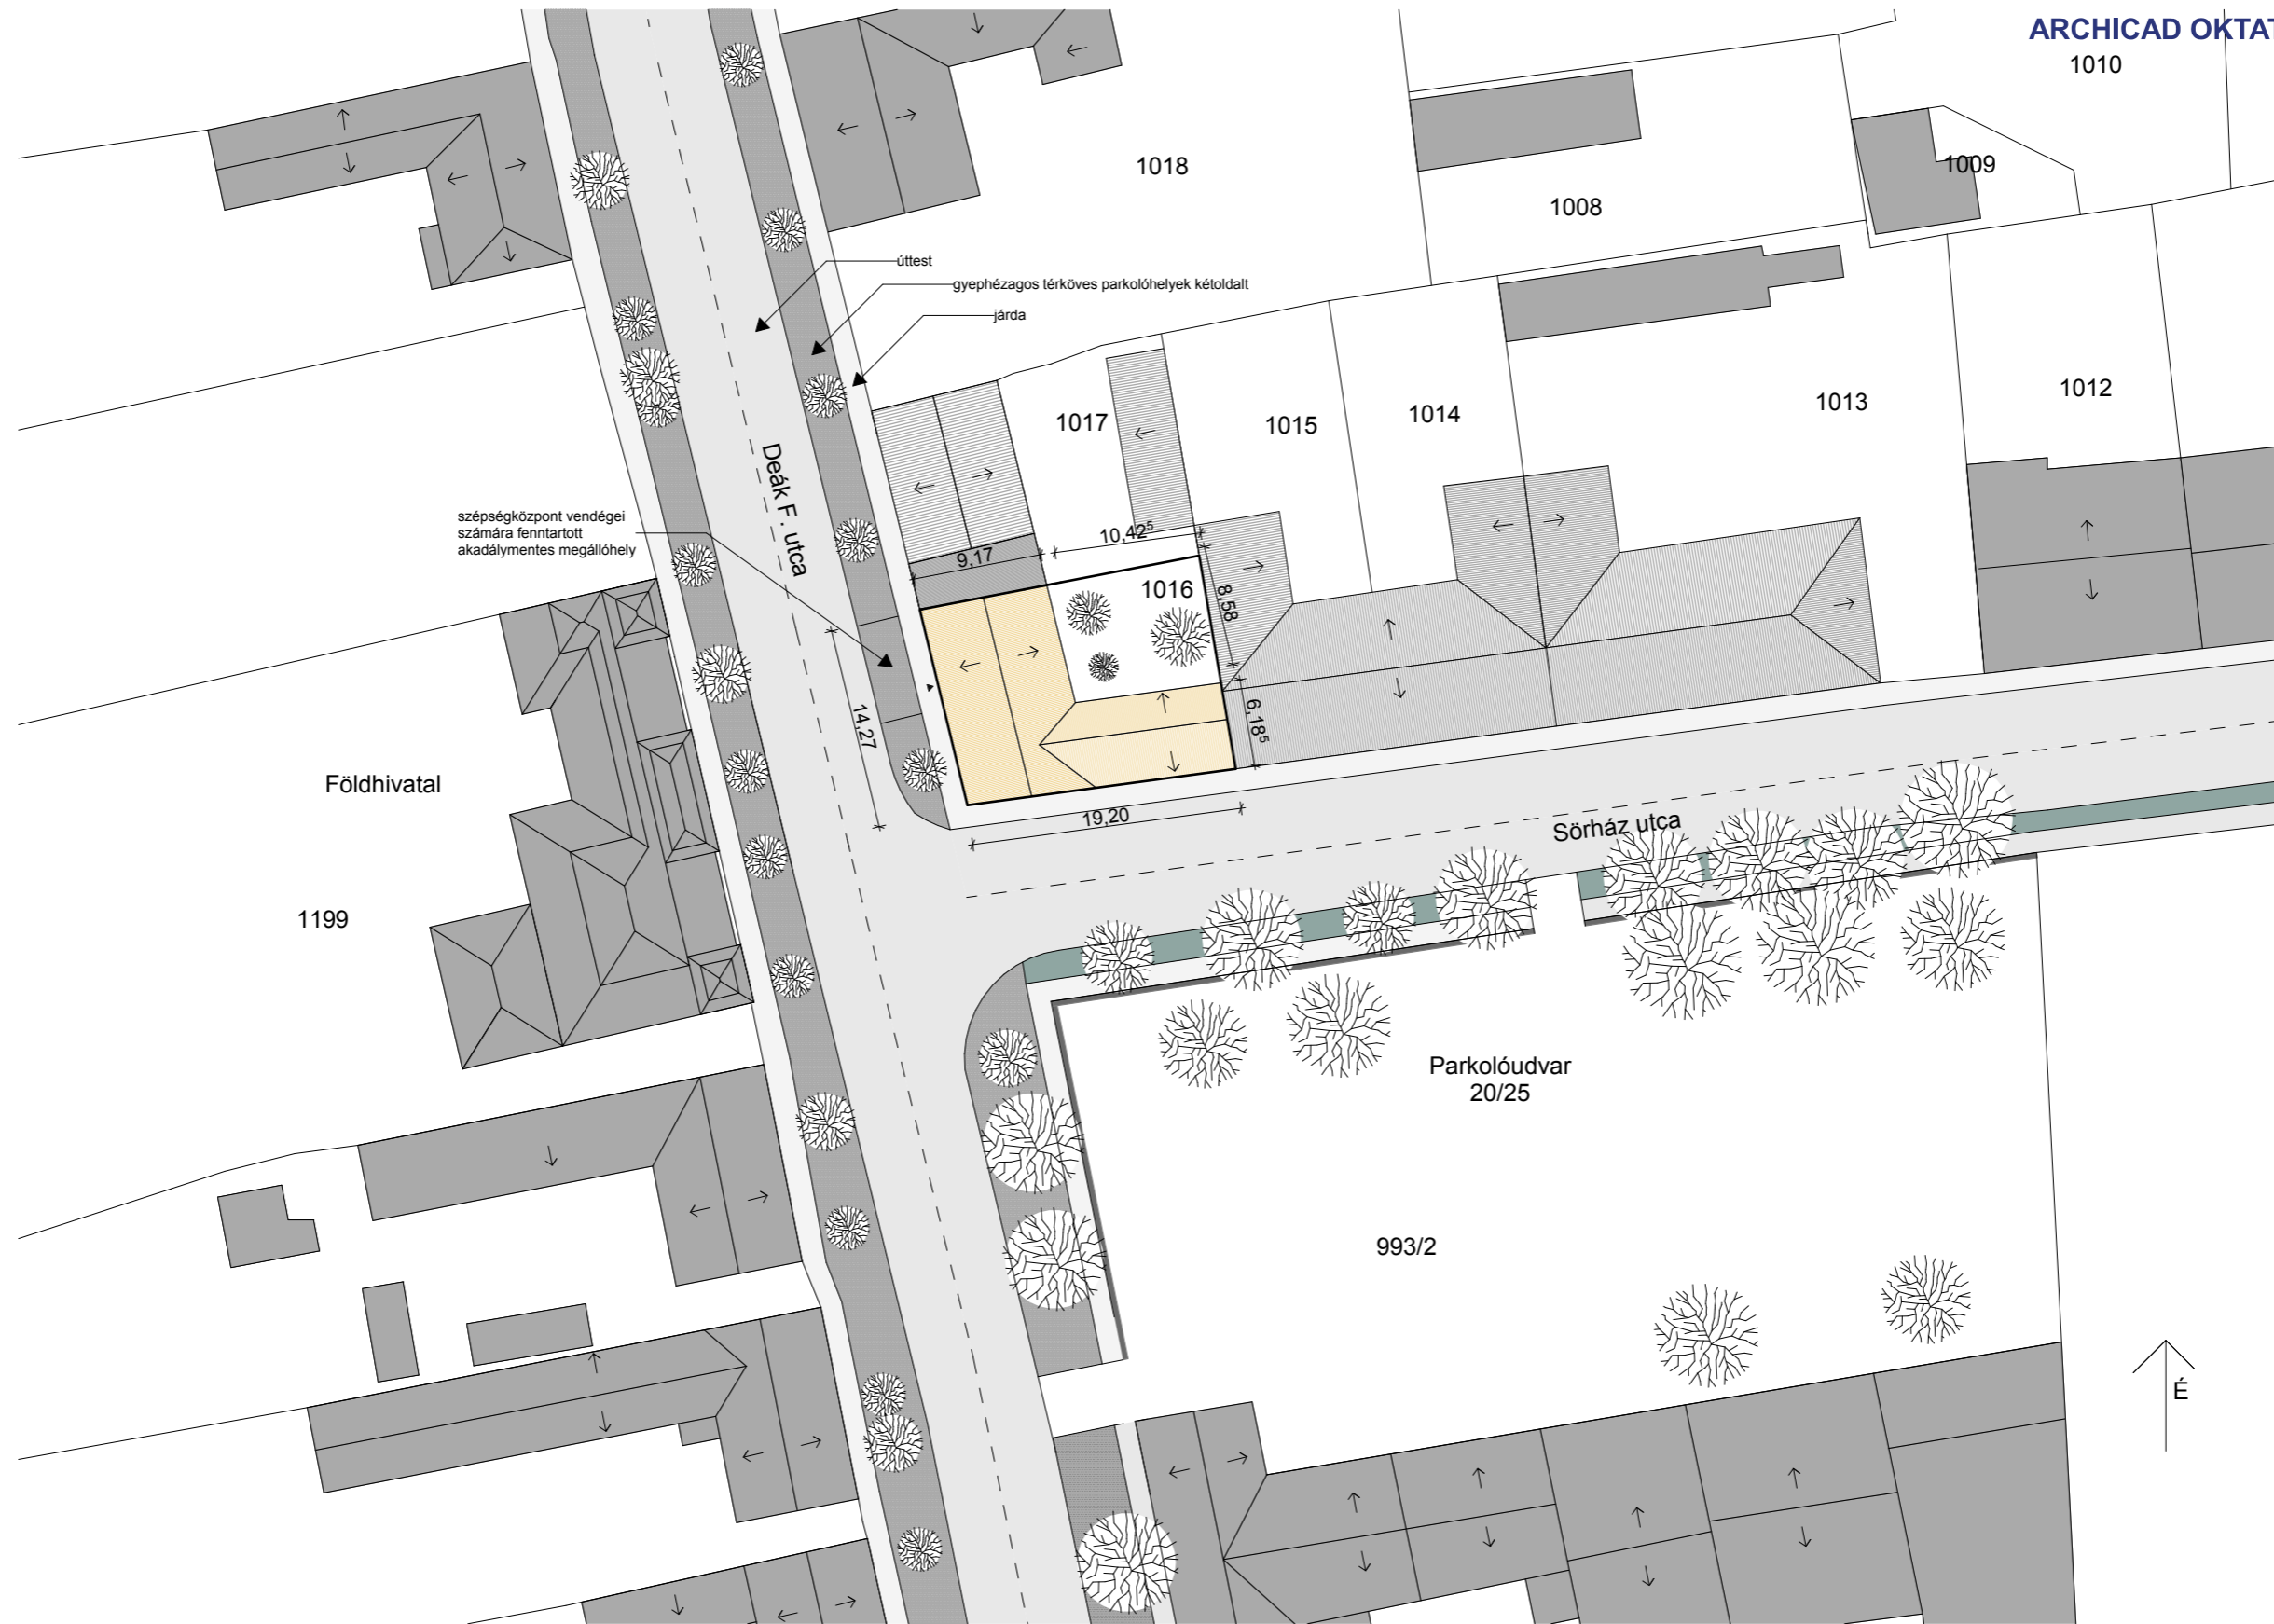 ARCHICAD OKTAT
1010
1018
1009
1008
úttest
gyephézagos térköves parkolóhelyek kétoldalt
járda
1012
1013
1014
1015
1017
Deák F. utca
szépségközpont vendégei
számára fenntartott
akadálymentes megállóhely
10,42⁵
9,17
1016
8,58
6,18⁵
14,27
Földhivatal
19,20
Sörház utca
1199
Parkolóudvar
20/25
993/2
É